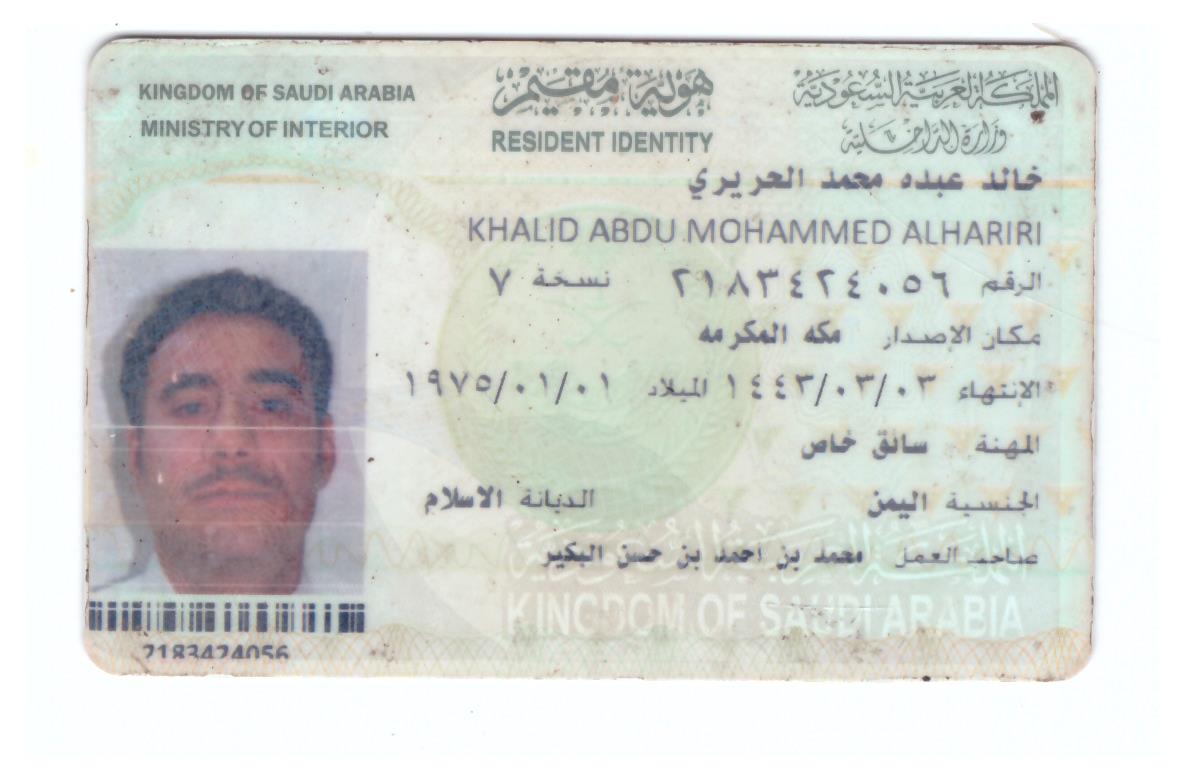 KINGDOM OF SAUDI ARABIA
MINISTRY OF INTERIOR
هوية مقيم
RESIDENT IDENTITY
المملكة العربية السعودية
وزارة الداخلية
خالد عبده محمد الحريري
KHALID ABDU MOHAMMED ALHARIRI
الرقم ٢١٨٣٤٢٤٠٥٦ نسخة ٧
مكان الإصدار مكه المكرمه
الإنتهاء ١٤٤٣/٠٣/٠٣ الميلاد ١٩٧٥/٠١/٠١
المهنة سائق خاص
الجنسية اليمن الديانة الاسلام
صاحب العمل محمد بن احمد بن حسن البكير
المملكة العربية السعودية
KINGDOM OF SAUDI ARABIA
2183424056